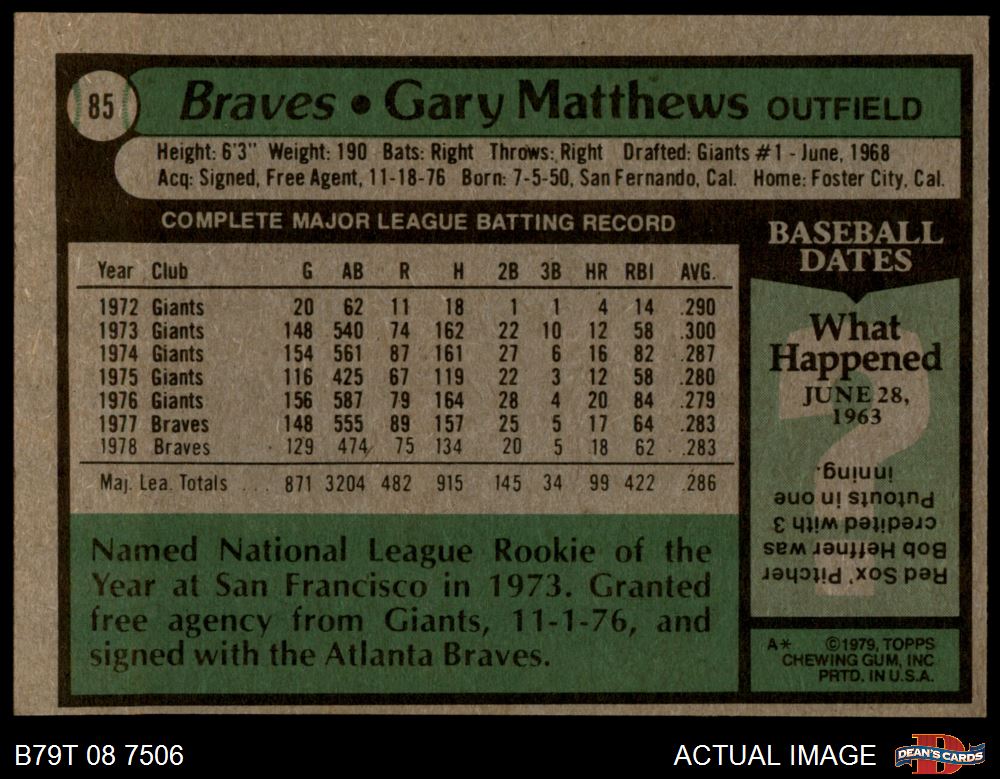 85
Braves • Gary Matthews OUTFIELD
Height: 6'3" Weight: 190 Bats: Right Throws: Right Drafted: Giants #1 - June, 1968
Acq: Signed, Free Agent, 11-18-76 Born: 7-5-50, San Fernando, Cal. Home: Foster City, Cal.
COMPLETE MAJOR LEAGUE BATTING RECORD
Year Club G AB R H 2B 3B HR RBI AVG.
1972 Giants 20 62 11 18 1 1 4 14 .290
1973 Giants 148 540 74 162 22 10 12 58 .300
1974 Giants 154 561 87 161 27 6 16 82 .287
1975 Giants 116 425 67 119 22 3 12 58 .280
1976 Giants 156 587 79 164 28 4 20 84 .279
1977 Braves 148 555 89 157 25 5 17 64 .283
1978 Braves 129 474 75 134 20 5 18 62 .283
Maj. Lea. Totals ... 871 3204 482 915 145 34 99 422 .286
Named National League Rookie of the
Year at San Francisco in 1973. Granted
free agency from Giants, 11-1-76, and
signed with the Atlanta Braves.
BASEBALL
DATES
What
Happened
JUNE 28,
1963
?
Red Sox' Pitcher
Bob Heffner was
credited with 3
Putouts in one
inning.
A* ©1979, TOPPS
CHEWING GUM, INC
PRTD. IN U.S.A.
B79T 08 7506
ACTUAL IMAGE
D
DEAN'S CARDS